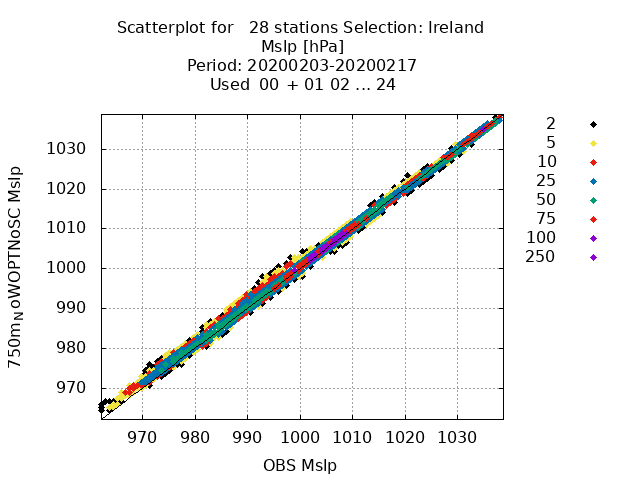 Scatterplot for 28 stations Selection: Ireland
Mslp [hPa]
Period: 20200203-20200217
Used 00 + 01 02 ... 24
2
5
10
25
50
75
100
250
1030
1020
1010
1000
990
980
970
750m_NoWOPTNoSC Mslp
970 980 990 1000 1010 1020 1030
OBS Mslp